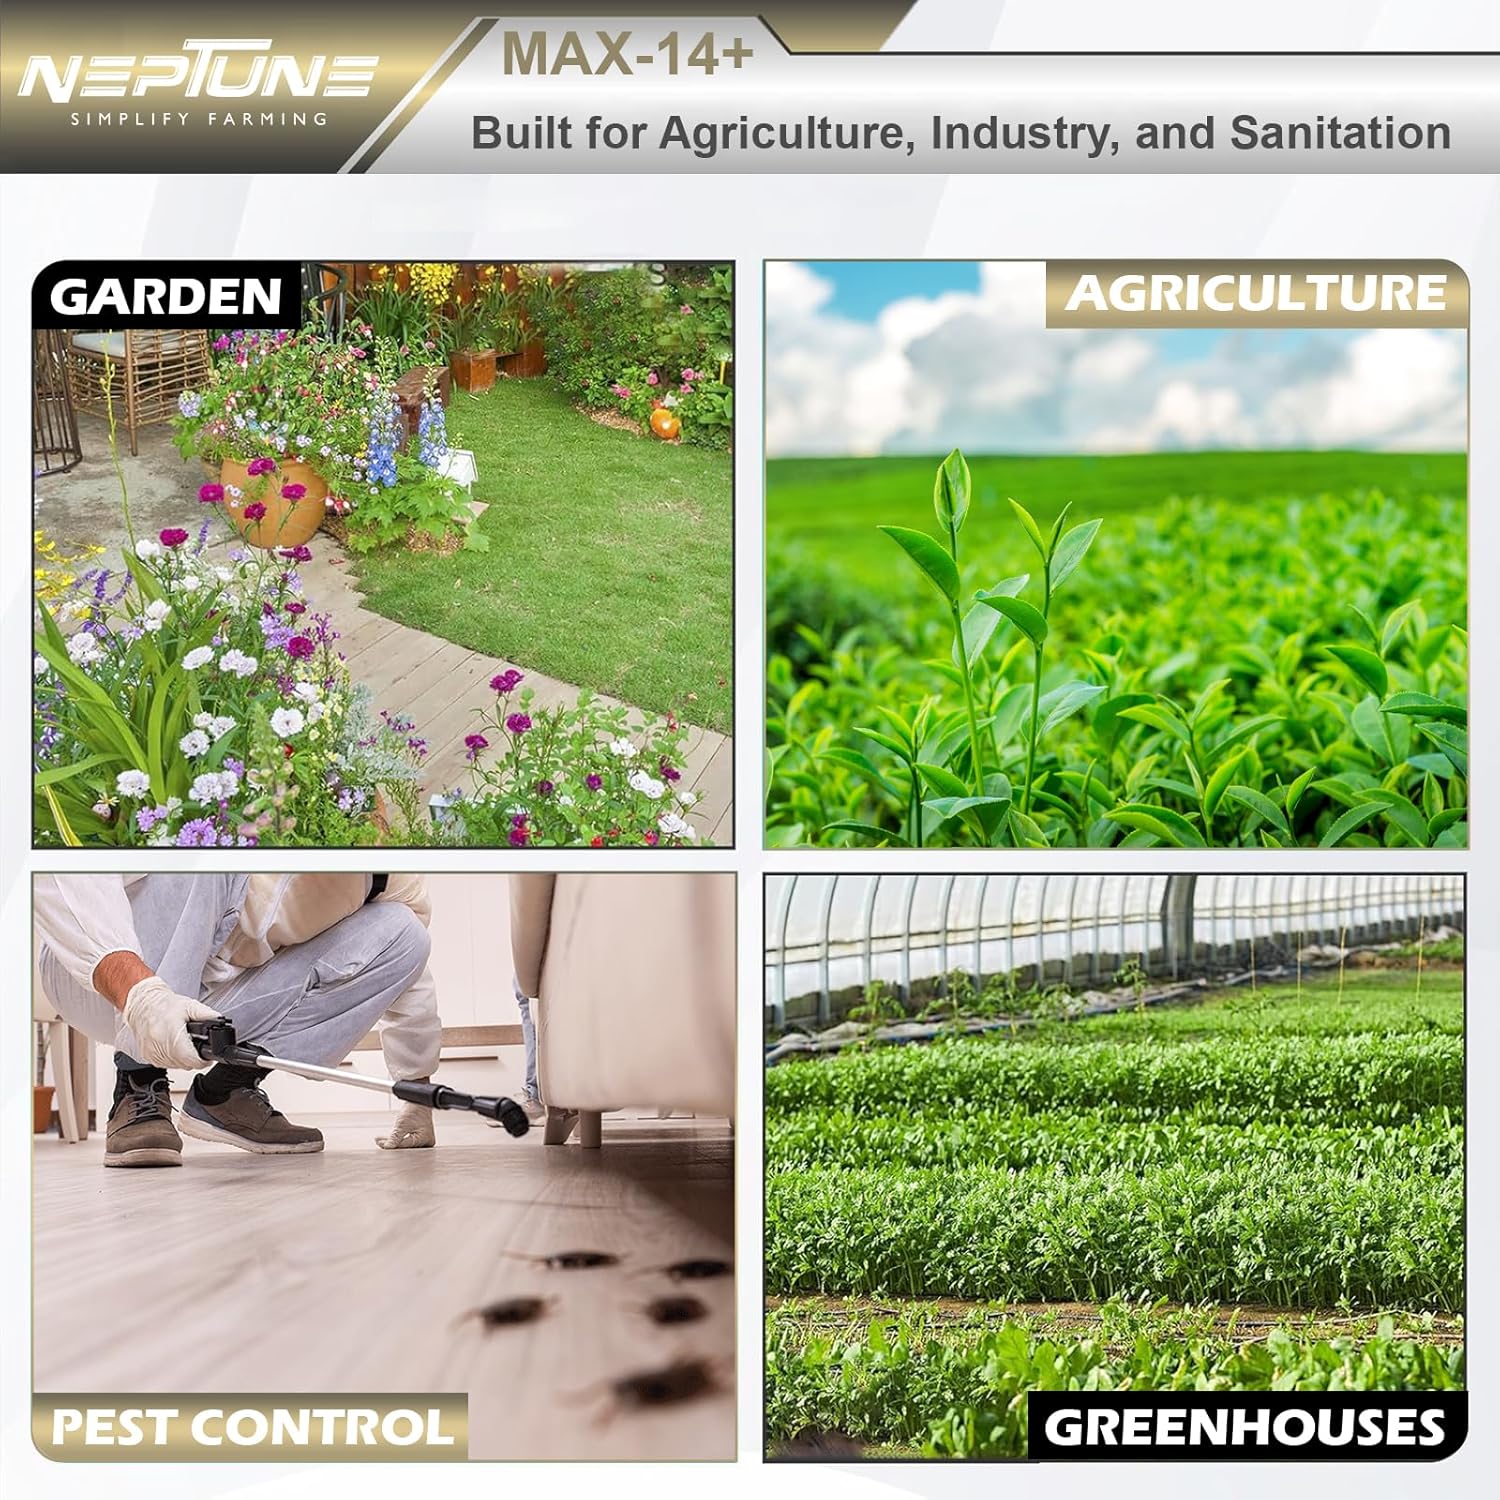 NEPTUNE
SIMPLIFY FARMING
MAX-14+
Built for Agriculture, Industry, and Sanitation
GARDEN
AGRICULTURE
PEST CONTROL
GREENHOUSES